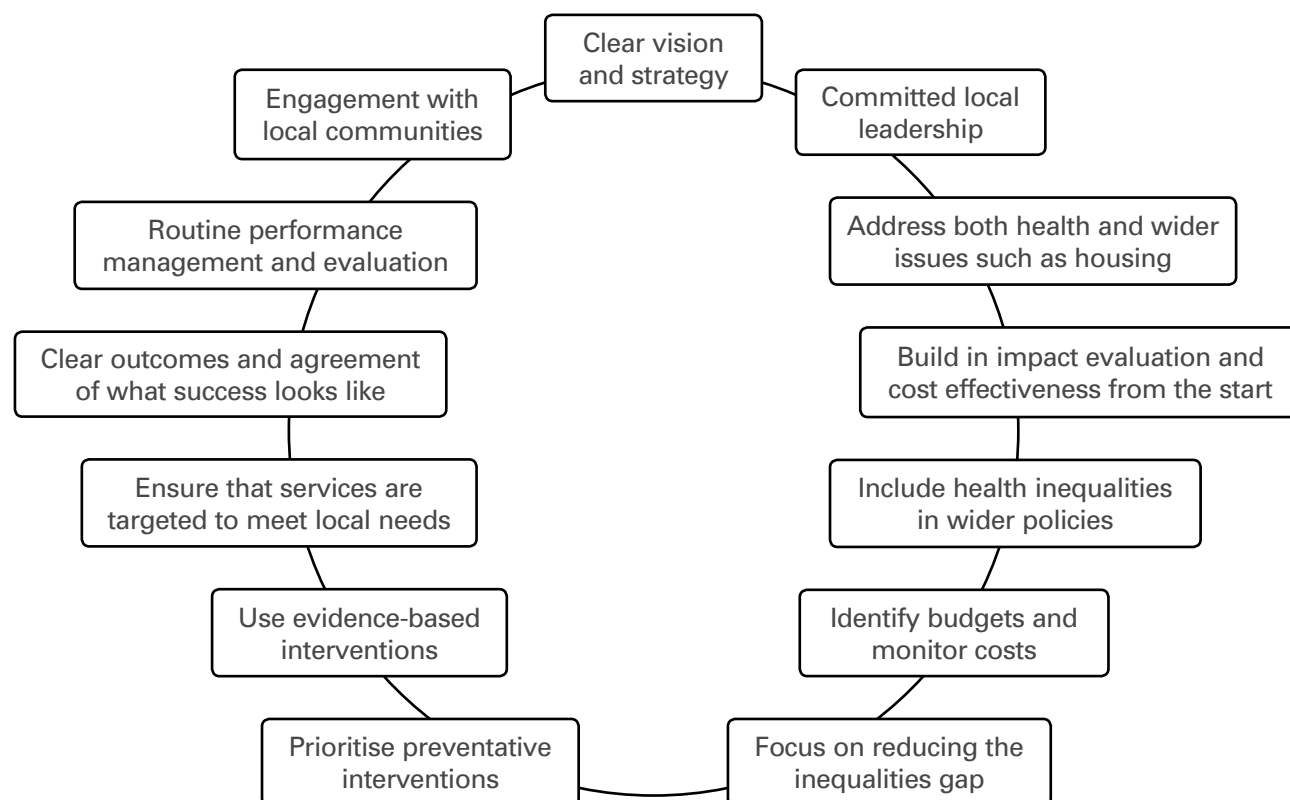 Clear vision
and strategy
Committed local
leadership
Address both health and wider
issues such as housing
Build in impact evaluation and
cost effectiveness from the start
Include health inequalities
in wider policies
Identify budgets and
monitor costs
Focus on reducing the
inequalities gap
Prioritise preventative
interventions
Use evidence-based
interventions
Ensure that services are
targeted to meet local needs
Clear outcomes and agreement
of what success looks like
Routine performance
management and evaluation
Engagement with
local communities